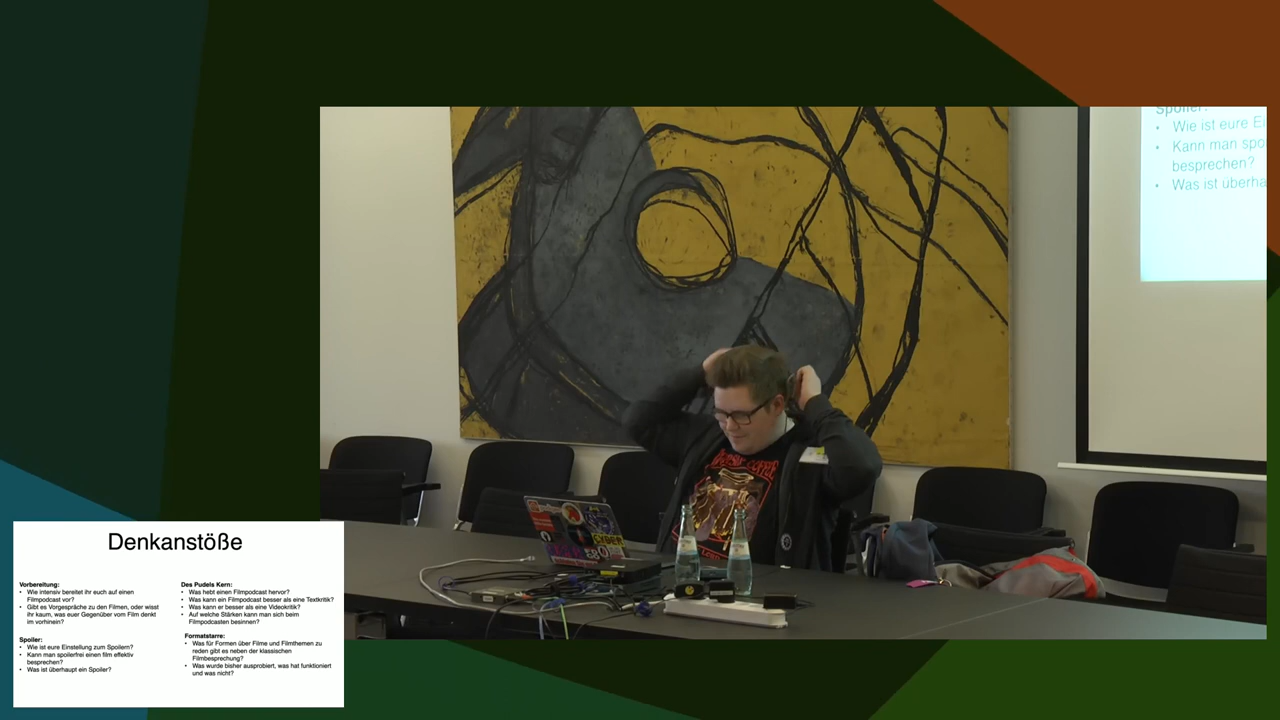 Spoiler:
• Wie ist eure Ei
• Kann man spo
besprechen?
• Was ist überha
COFFEE
CYBER
Denkanstöße
Vorbereitung:
• Wie intensiv bereitet ihr euch auf einen
Filmpodcast vor?
• Gibt es Vorgespräche zu den Filmen, oder wisst
ihr kaum, was euer Gegenüber vom Film denkt
im vorhinein?
Spoiler:
• Wie ist eure Einstellung zum Spoilern?
• Kann man spoilerfrei einen film effektiv
besprechen?
• Was ist überhaupt ein Spoiler?
Des Pudels Kern:
• Was hebt einen Filmpodcast hervor?
• Was kann ein Filmpodcast besser als eine Textkritik?
• Was kann er besser als eine Videokritik?
• Auf welche Stärken kann man sich beim
Filmpodcasten besinnen?
Formatstarre:
• Was für Formen über Filme und Filmthemen zu
reden gibt es neben der klassischen
Filmbesprechung?
• Was wurde bisher ausprobiert, was hat funktioniert
und was nicht?